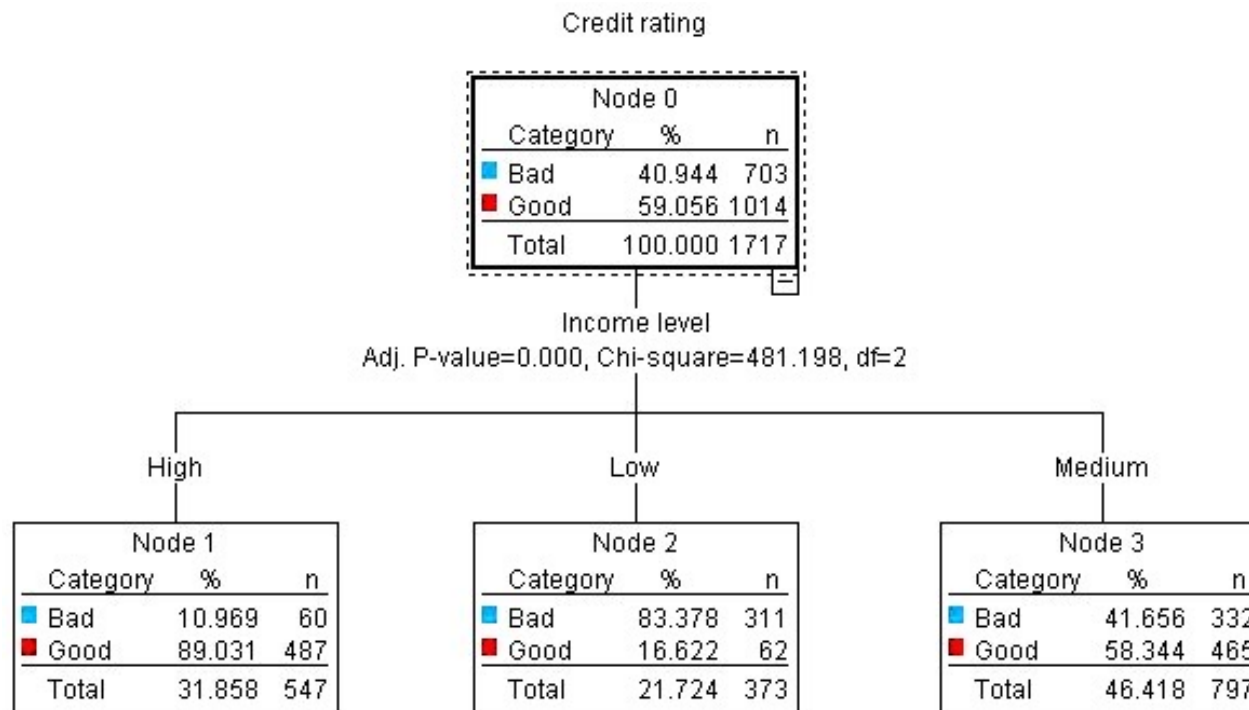 Credit rating
Node 0
Category % n
Bad 40.944 703
Good 59.056 1014
Total 100.000 1717
Income level
Adj. P-value=0.000, Chi-square=481.198, df=2
High
Low
Medium
Node 1
Category % n
Bad 10.969 60
Good 89.031 487
Total 31.858 547
Node 2
Category % n
Bad 83.378 311
Good 16.622 62
Total 21.724 373
Node 3
Category % n
Bad 41.656 332
Good 58.344 465
Total 46.418 797